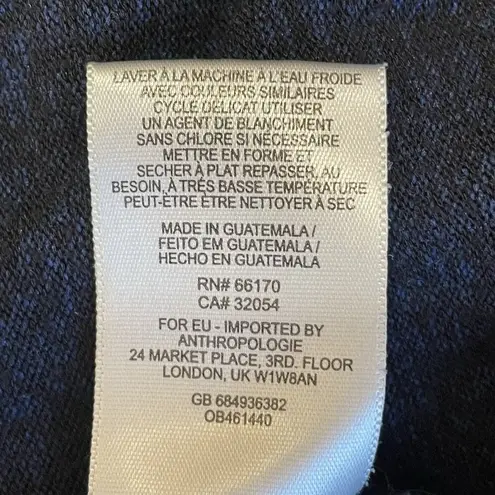 LAVER À LA MACHINE À L'EAU FROIDE
AVEC COULEURS SIMILAIRES
CYCLE DELICAT UTILISER
UN AGENT DE BLANCHIMENT
SANS CHLORE SI NÉCESSAIRE
METTRE EN FORME ET
SECHER À PLAT REPASSER, AU
BESOIN, À TRÈS BASSE TEMPÉRATURE
PEUT-ÊTRE ÊTRE NETTOYER À SEC
MADE IN GUATEMALA /
FEITO EM GUATEMALA /
HECHO EN GUATEMALA
RN# 66170
CA# 32054
FOR EU - IMPORTED BY
ANTHROPOLOGIE
24 MARKET PLACE, 3RD. FLOOR
LONDON, UK W1W8AN
GB 684936382
OB461440